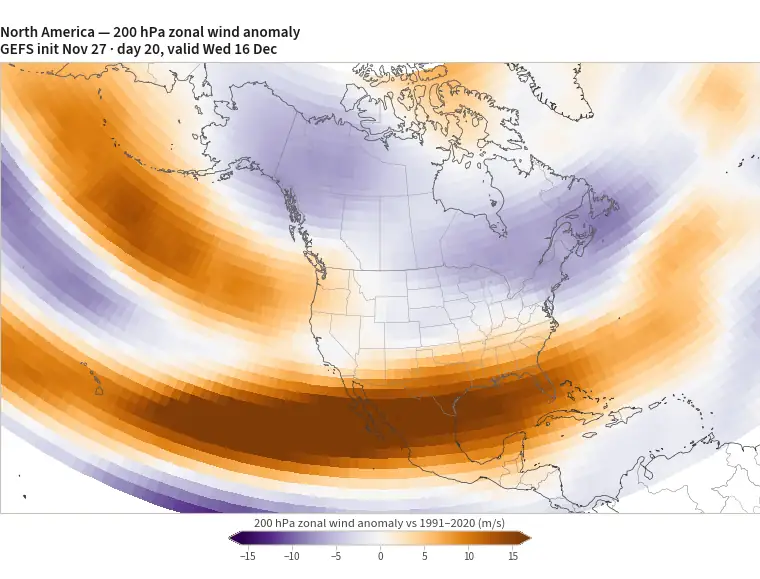 North America — 200 hPa zonal wind anomaly
GEFS init Nov 27 · day 20, valid Wed 16 Dec
200 hPa zonal wind anomaly vs 1991–2020 (m/s)
−15 −10 −5 0 5 10 15